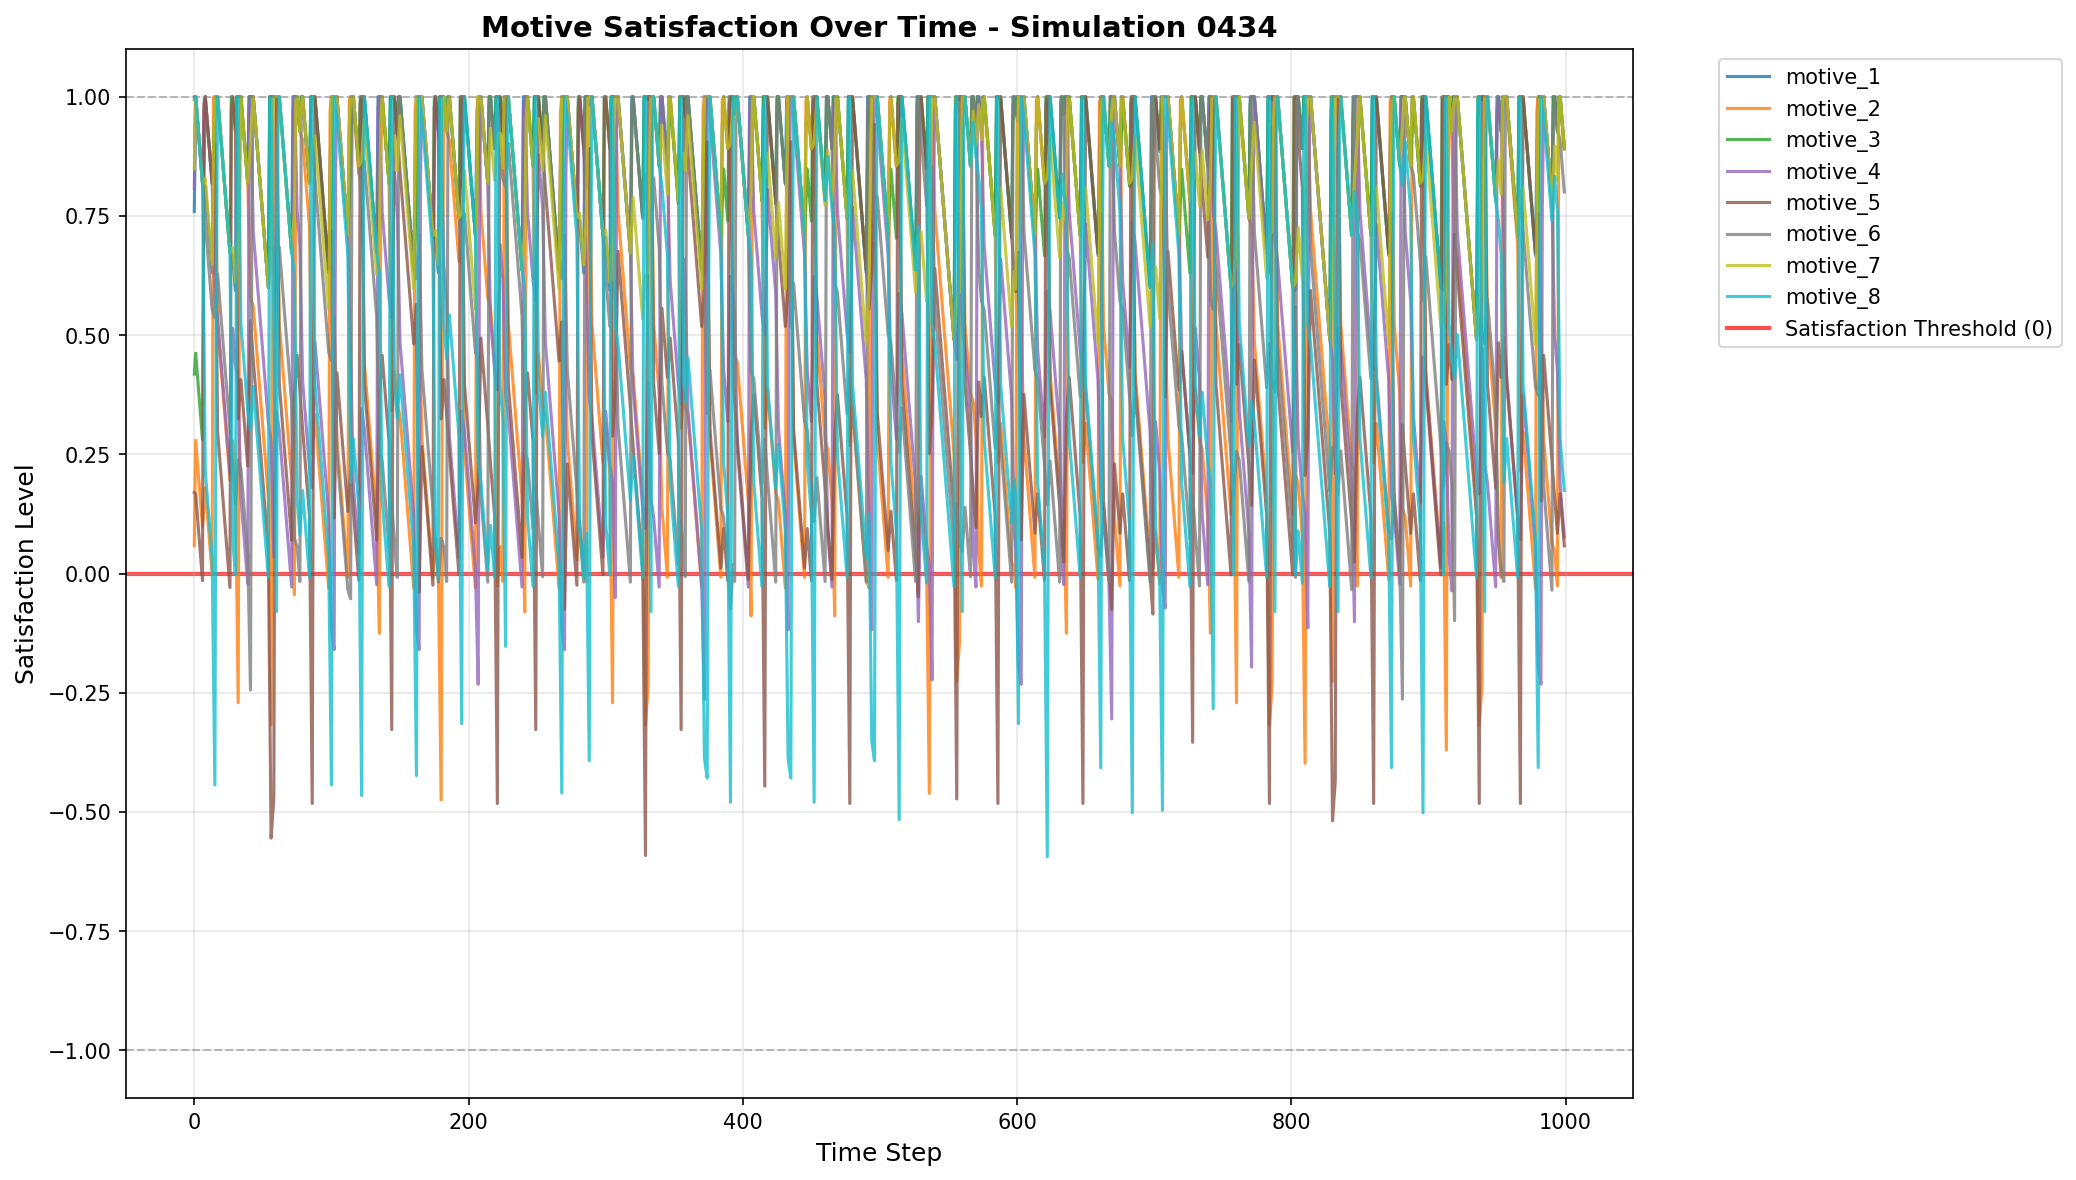 Motive Satisfaction Over Time - Simulation 0434
1.00
0.75
0.50
0.25
0.00
−0.25
−0.50
−0.75
−1.00
Satisfaction Level
0
200
400
600
800
1000
Time Step
motive_1
motive_2
motive_3
motive_4
motive_5
motive_6
motive_7
motive_8
Satisfaction Threshold (0)